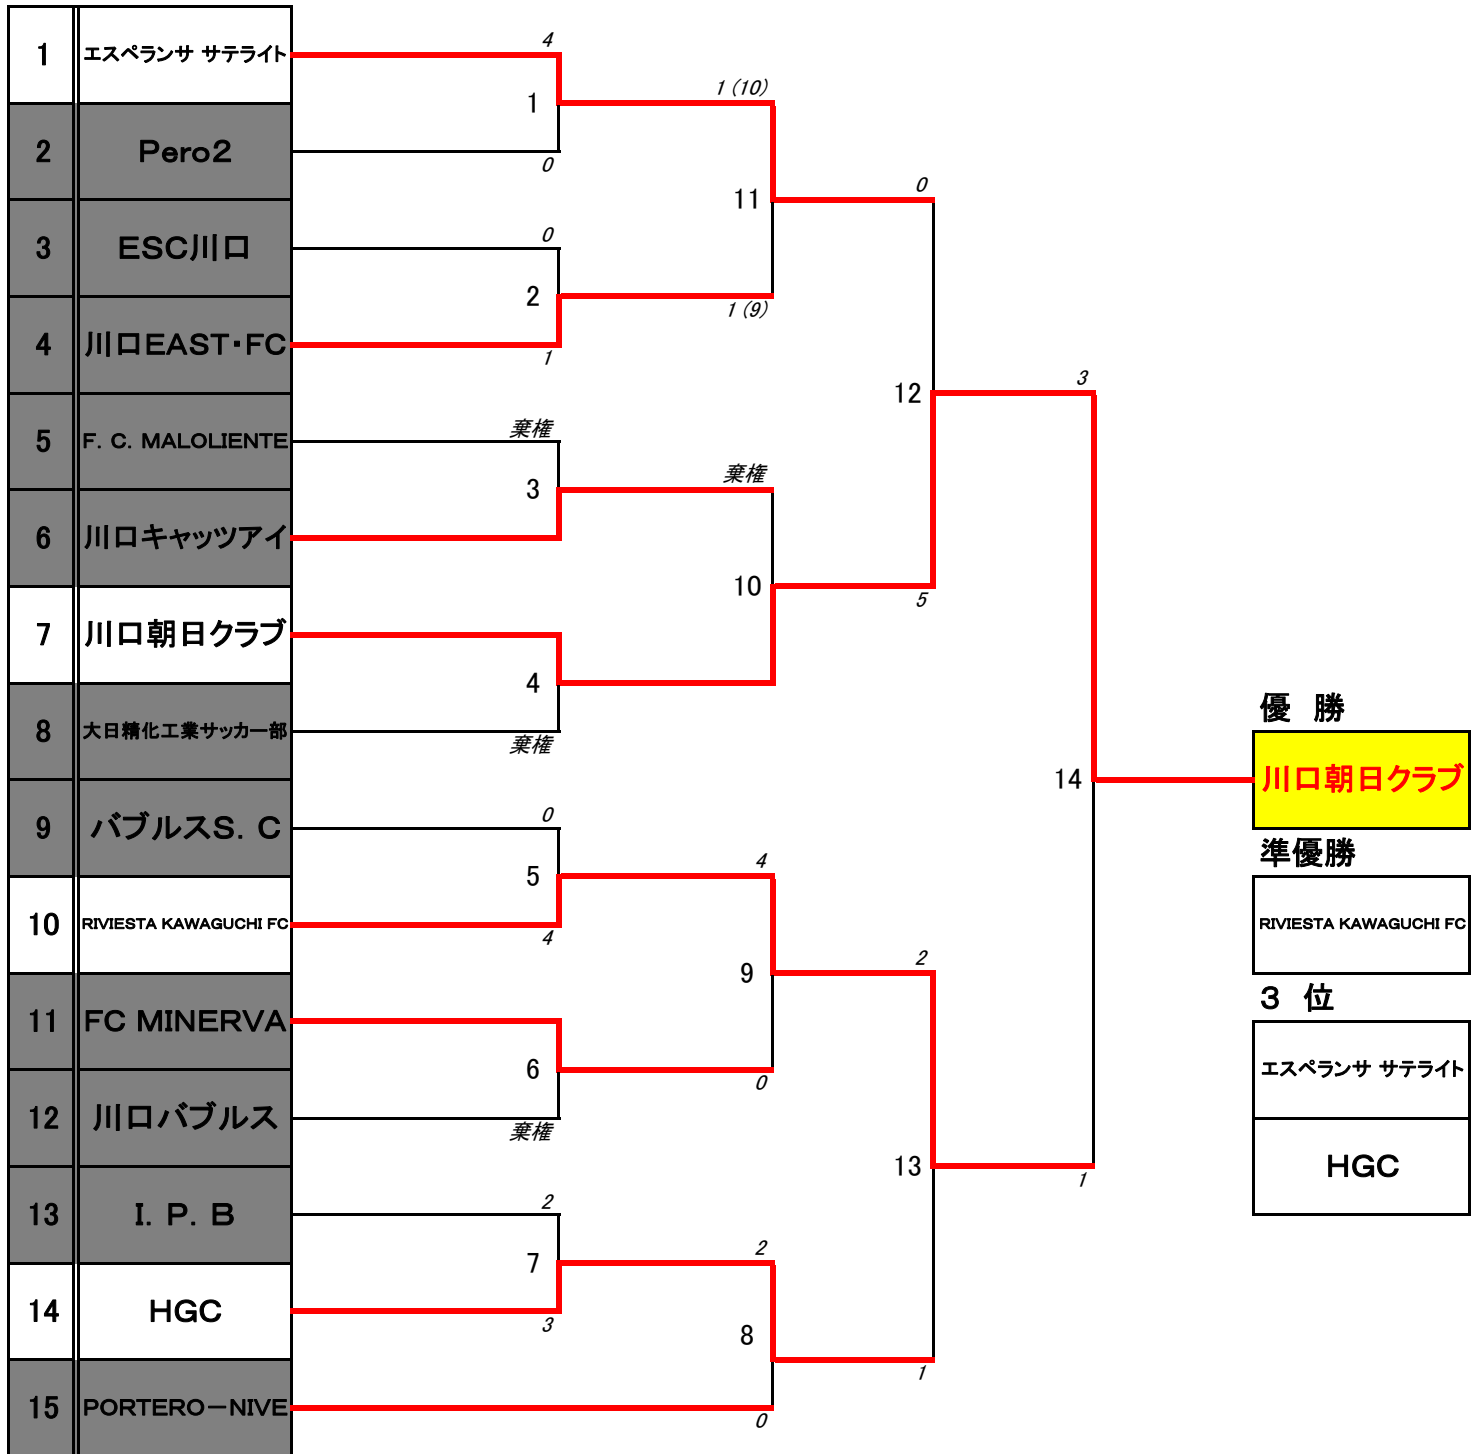 1 エスペランサ サテライト
2 Pero2
3 ESC川口
4 川口EAST・FC
5 F. C. MALOLIENTE
6 川口キャッツアイ
7 川口朝日クラブ
8 大日精化工業サッカー部
9 バブルスS. C
10 RIVIESTA KAWAGUCHI FC
11 FC MINERVA
12 川口バブルス
13 I. P. B
14 HGC
15 PORTERO－NIVE
4
1
0
0
2
1
棄権
3
4
棄権
0
5
4
6
棄権
2
7
3
1 (10)
11
1 (9)
棄権
10
4
9
0
2
8
0
0
12
5
2
13
1
3
14
1
優 勝
川口朝日クラブ
準優勝
RIVIESTA KAWAGUCHI FC
3 位
エスペランサ サテライト
HGC